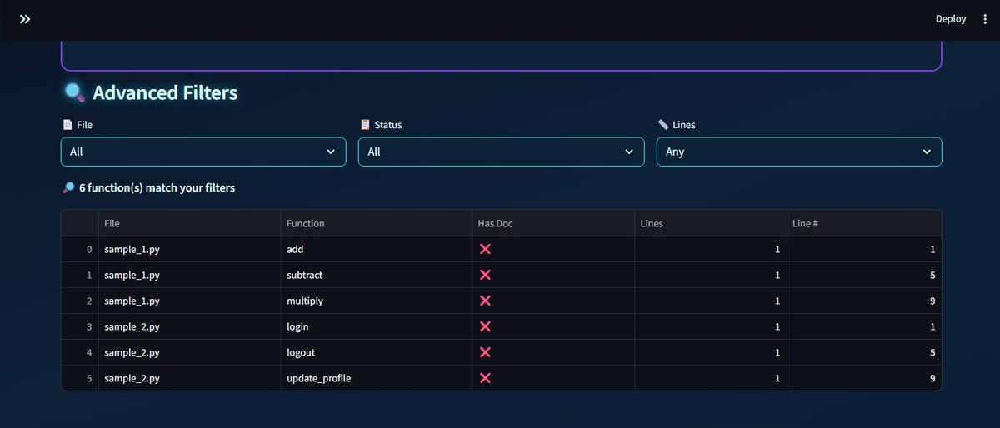 Deploy
Advanced Filters
File
Status
Lines
All
All
Any
6 function(s) match your filters
File Function Has Doc Lines Line #
0 sample_1.py add ❌ 1 1
1 sample_1.py subtract ❌ 1 5
2 sample_1.py multiply ❌ 1 9
3 sample_2.py login ❌ 1 1
4 sample_2.py logout ❌ 1 5
5 sample_2.py update_profile ❌ 1 9